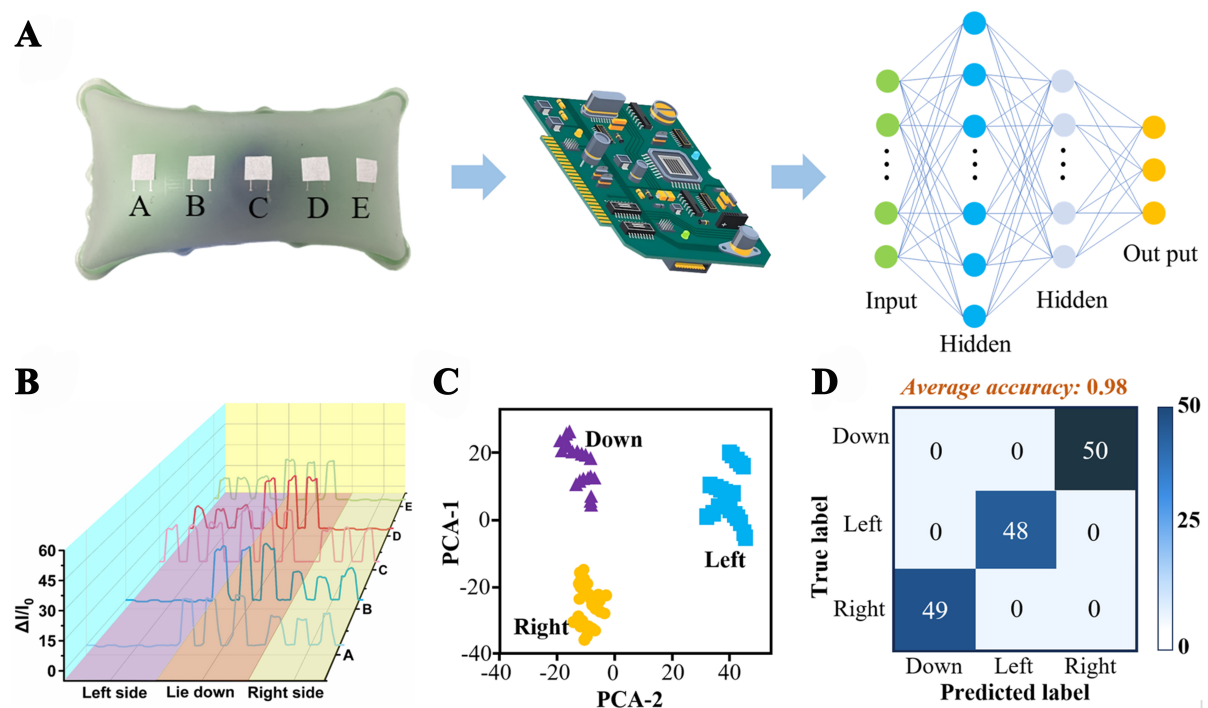 A
A B C D E
Input
Hidden
Hidden
Out put
B
ΔI/I0
60
45
30
15
0
Left side Lie down Right side
A
B
C
D
E
C
PCA-1
20
0
-20
-40
-40 -20 0 20 40
PCA-2
Down
Left
Right
D
Average accuracy: 0.98
True label
Down 0 0 50
Left 0 48 0
Right 49 0 0
Down Left Right
Predicted label
50
25
0